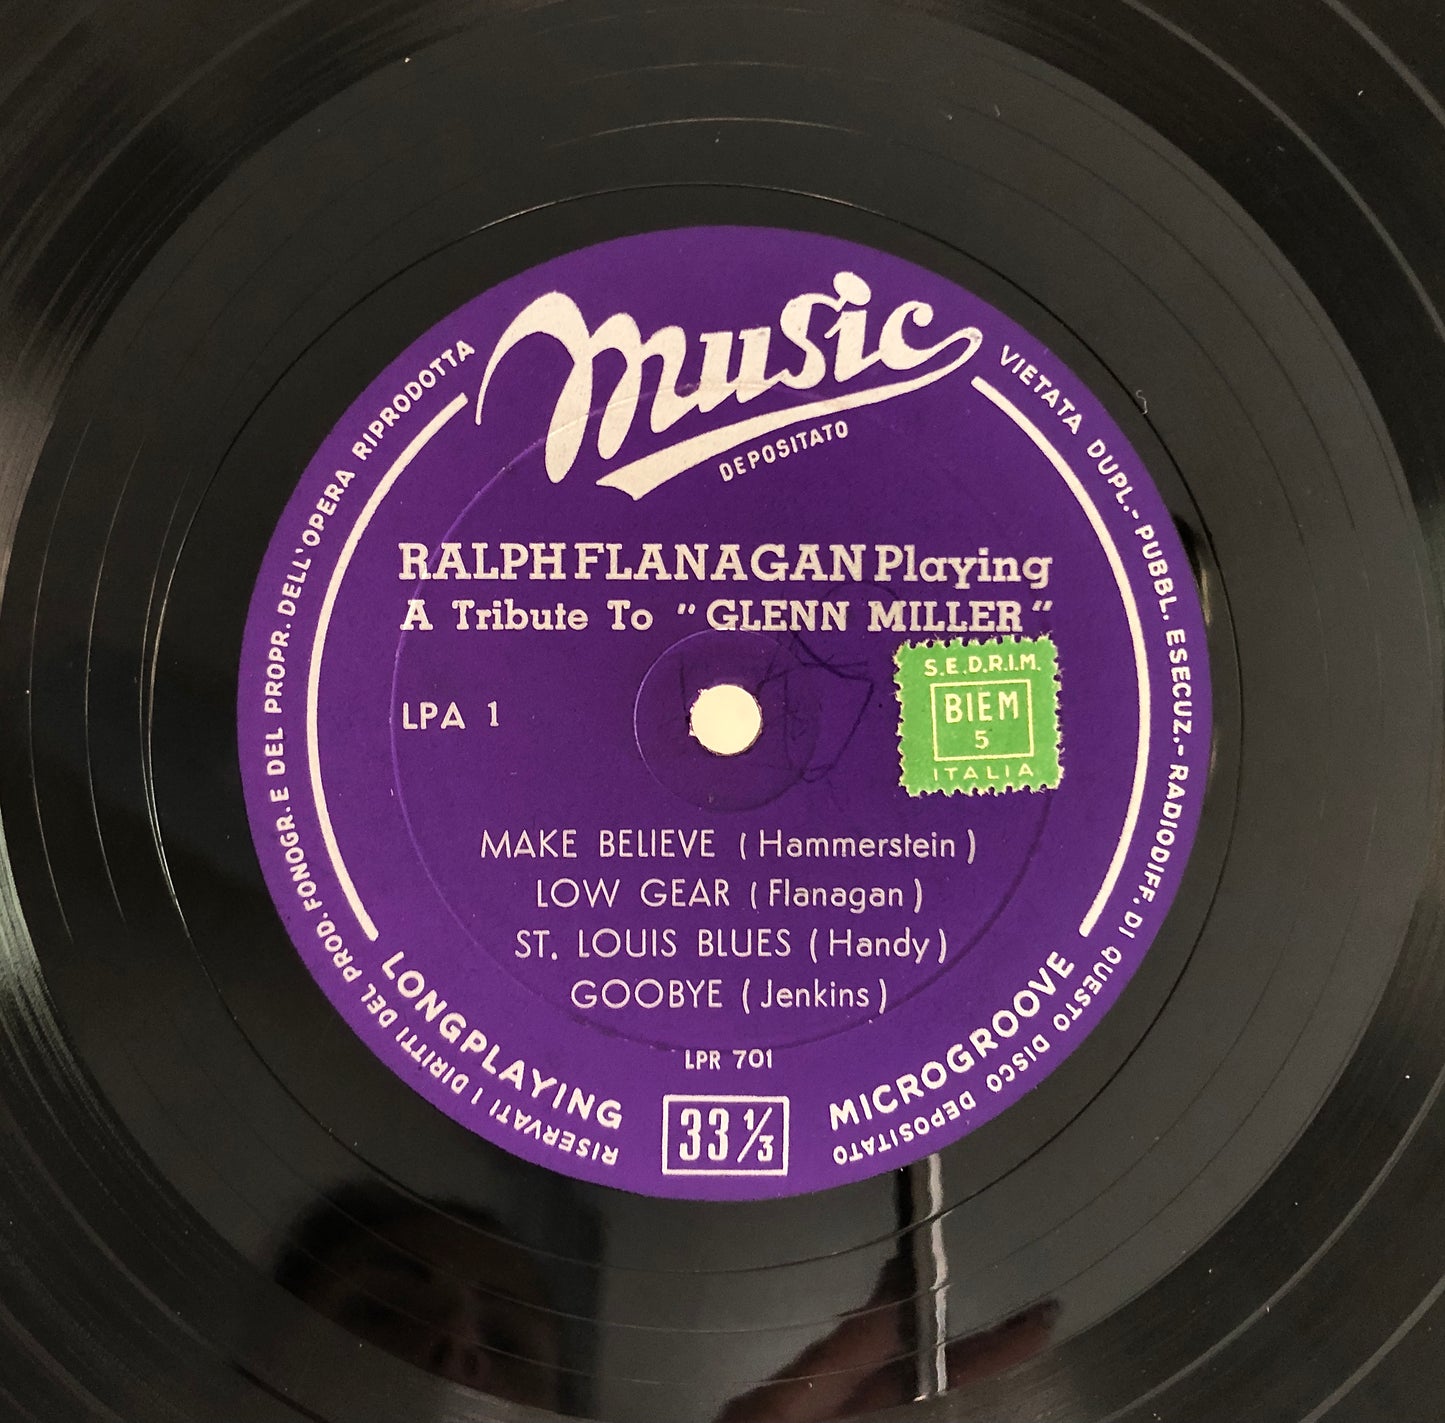 Music
DEPOSITATO
RISERVATI I DIRITTI DEL PROD. FONOGR. E DEL PROPR. DELL'OPERA RIPRODOTTA
VIETATA DUPL.- PUBBL. ESECUZ.- RADIODIFF. DI QUESTO DISCO DEPOSITATO
RALPH FLANAGAN Playing
A Tribute To "GLENN MILLER"
S.E.D.R.I.M.
BIEM
5
ITALIA
LPA 1
MAKE BELIEVE (Hammerstein)
LOW GEAR (Flanagan)
ST. LOUIS BLUES (Handy)
GOOBYE (Jenkins)
LPR 701
LONGPLAYING
33 1/3
MICROGROOVE